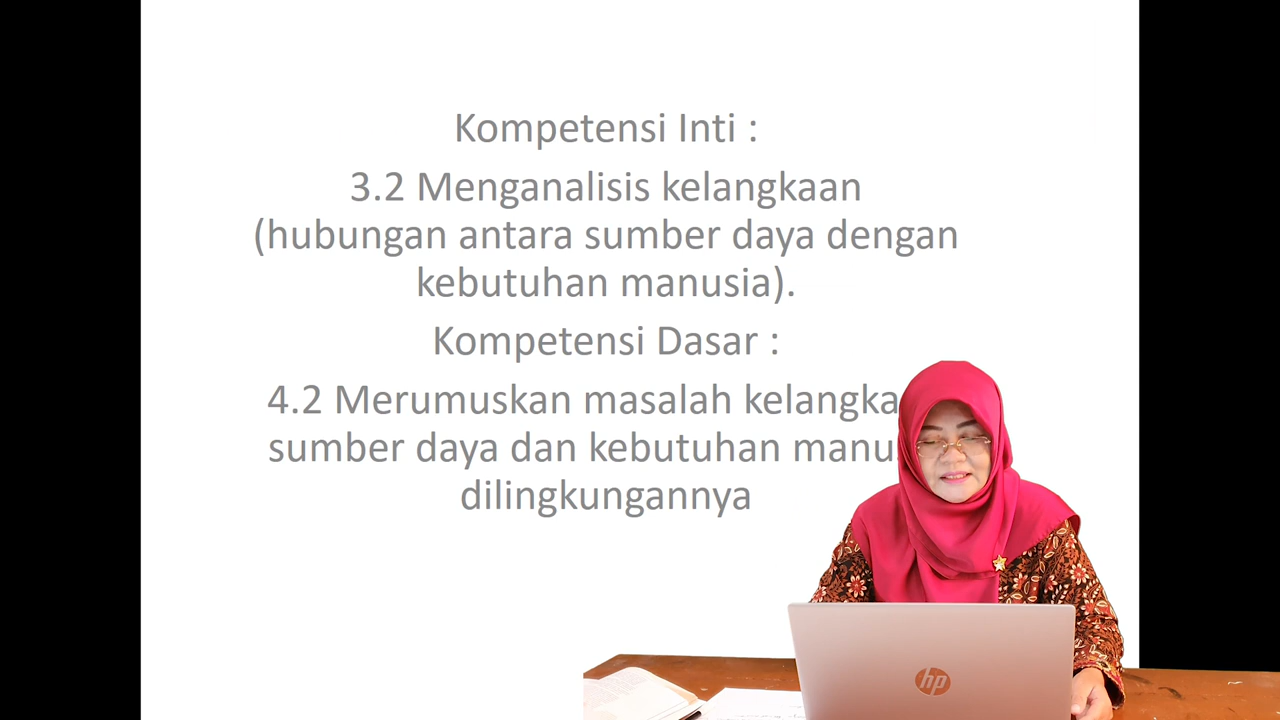 Kompetensi Inti :
3.2 Menganalisis kelangkaan
(hubungan antara sumber daya dengan
kebutuhan manusia).
Kompetensi Dasar :
4.2 Merumuskan masalah
sumber daya dan kebutuhan
dilingkungannya
hp